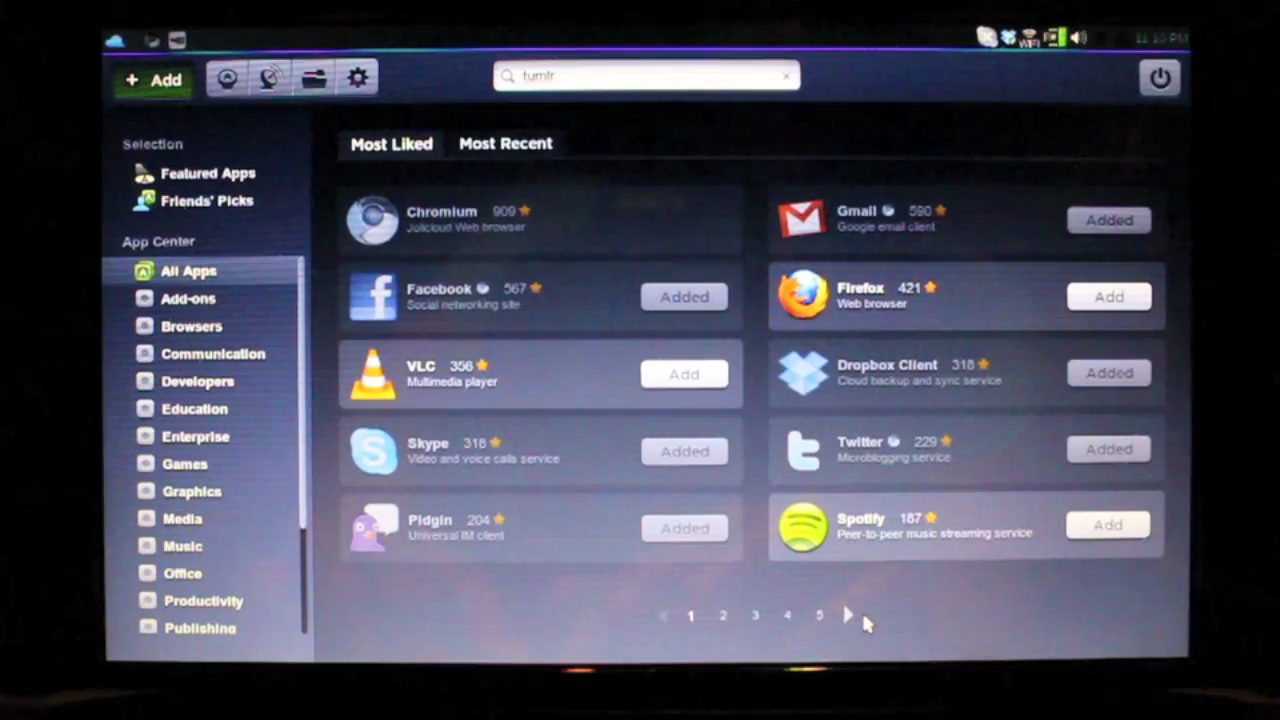 WIFI 11:10 PM
+ Add
tumlr ×
Selection
Featured Apps
Friends' Picks
App Center
All Apps
Add-ons
Browsers
Communication
Developers
Education
Enterprise
Games
Graphics
Media
Music
Office
Productivity
Publishing
Most Liked Most Recent
Chromium 909
Jolicloud Web browser
Gmail 590
Google email client
Added
Facebook 567
Social networking site
Added
Firefox 421
Web browser
Add
VLC 356
Multimedia player
Add
Dropbox Client 318
Cloud backup and sync service
Added
Skype 318
Video and voice calls service
Added
Twitter 229
Microblogging service
Added
Pidgin 204
Universal IM client
Added
Spotify 187
Peer-to-peer music streaming service
Add
1 2 3 4 5